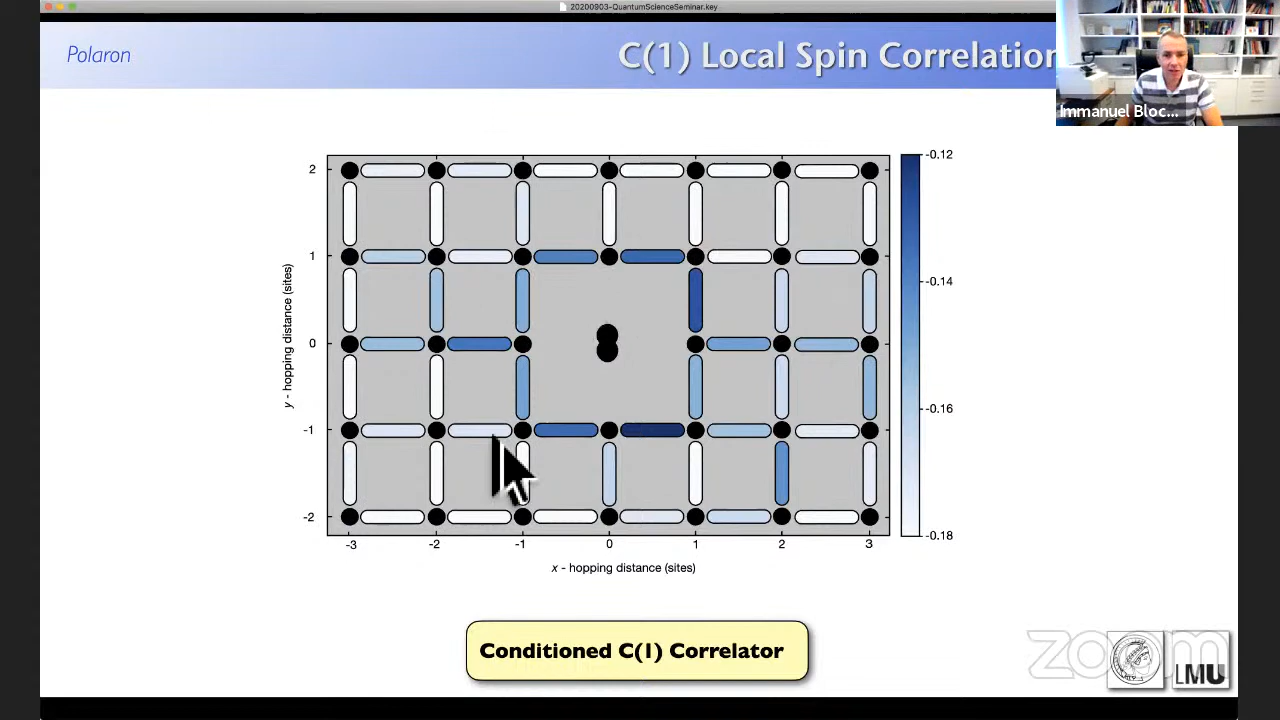 20200903-QuantumScienceSeminar.key
Polaron
C(1) Local Spin Correlation
Immanuel Bloc...
2
1
0
-1
-2
y - hopping distance (sites)
-3 -2 -1 0 1 2 3
x - hopping distance (sites)
-0.12
-0.14
-0.16
-0.18
Conditioned C(1) Correlator
zoom
LMU